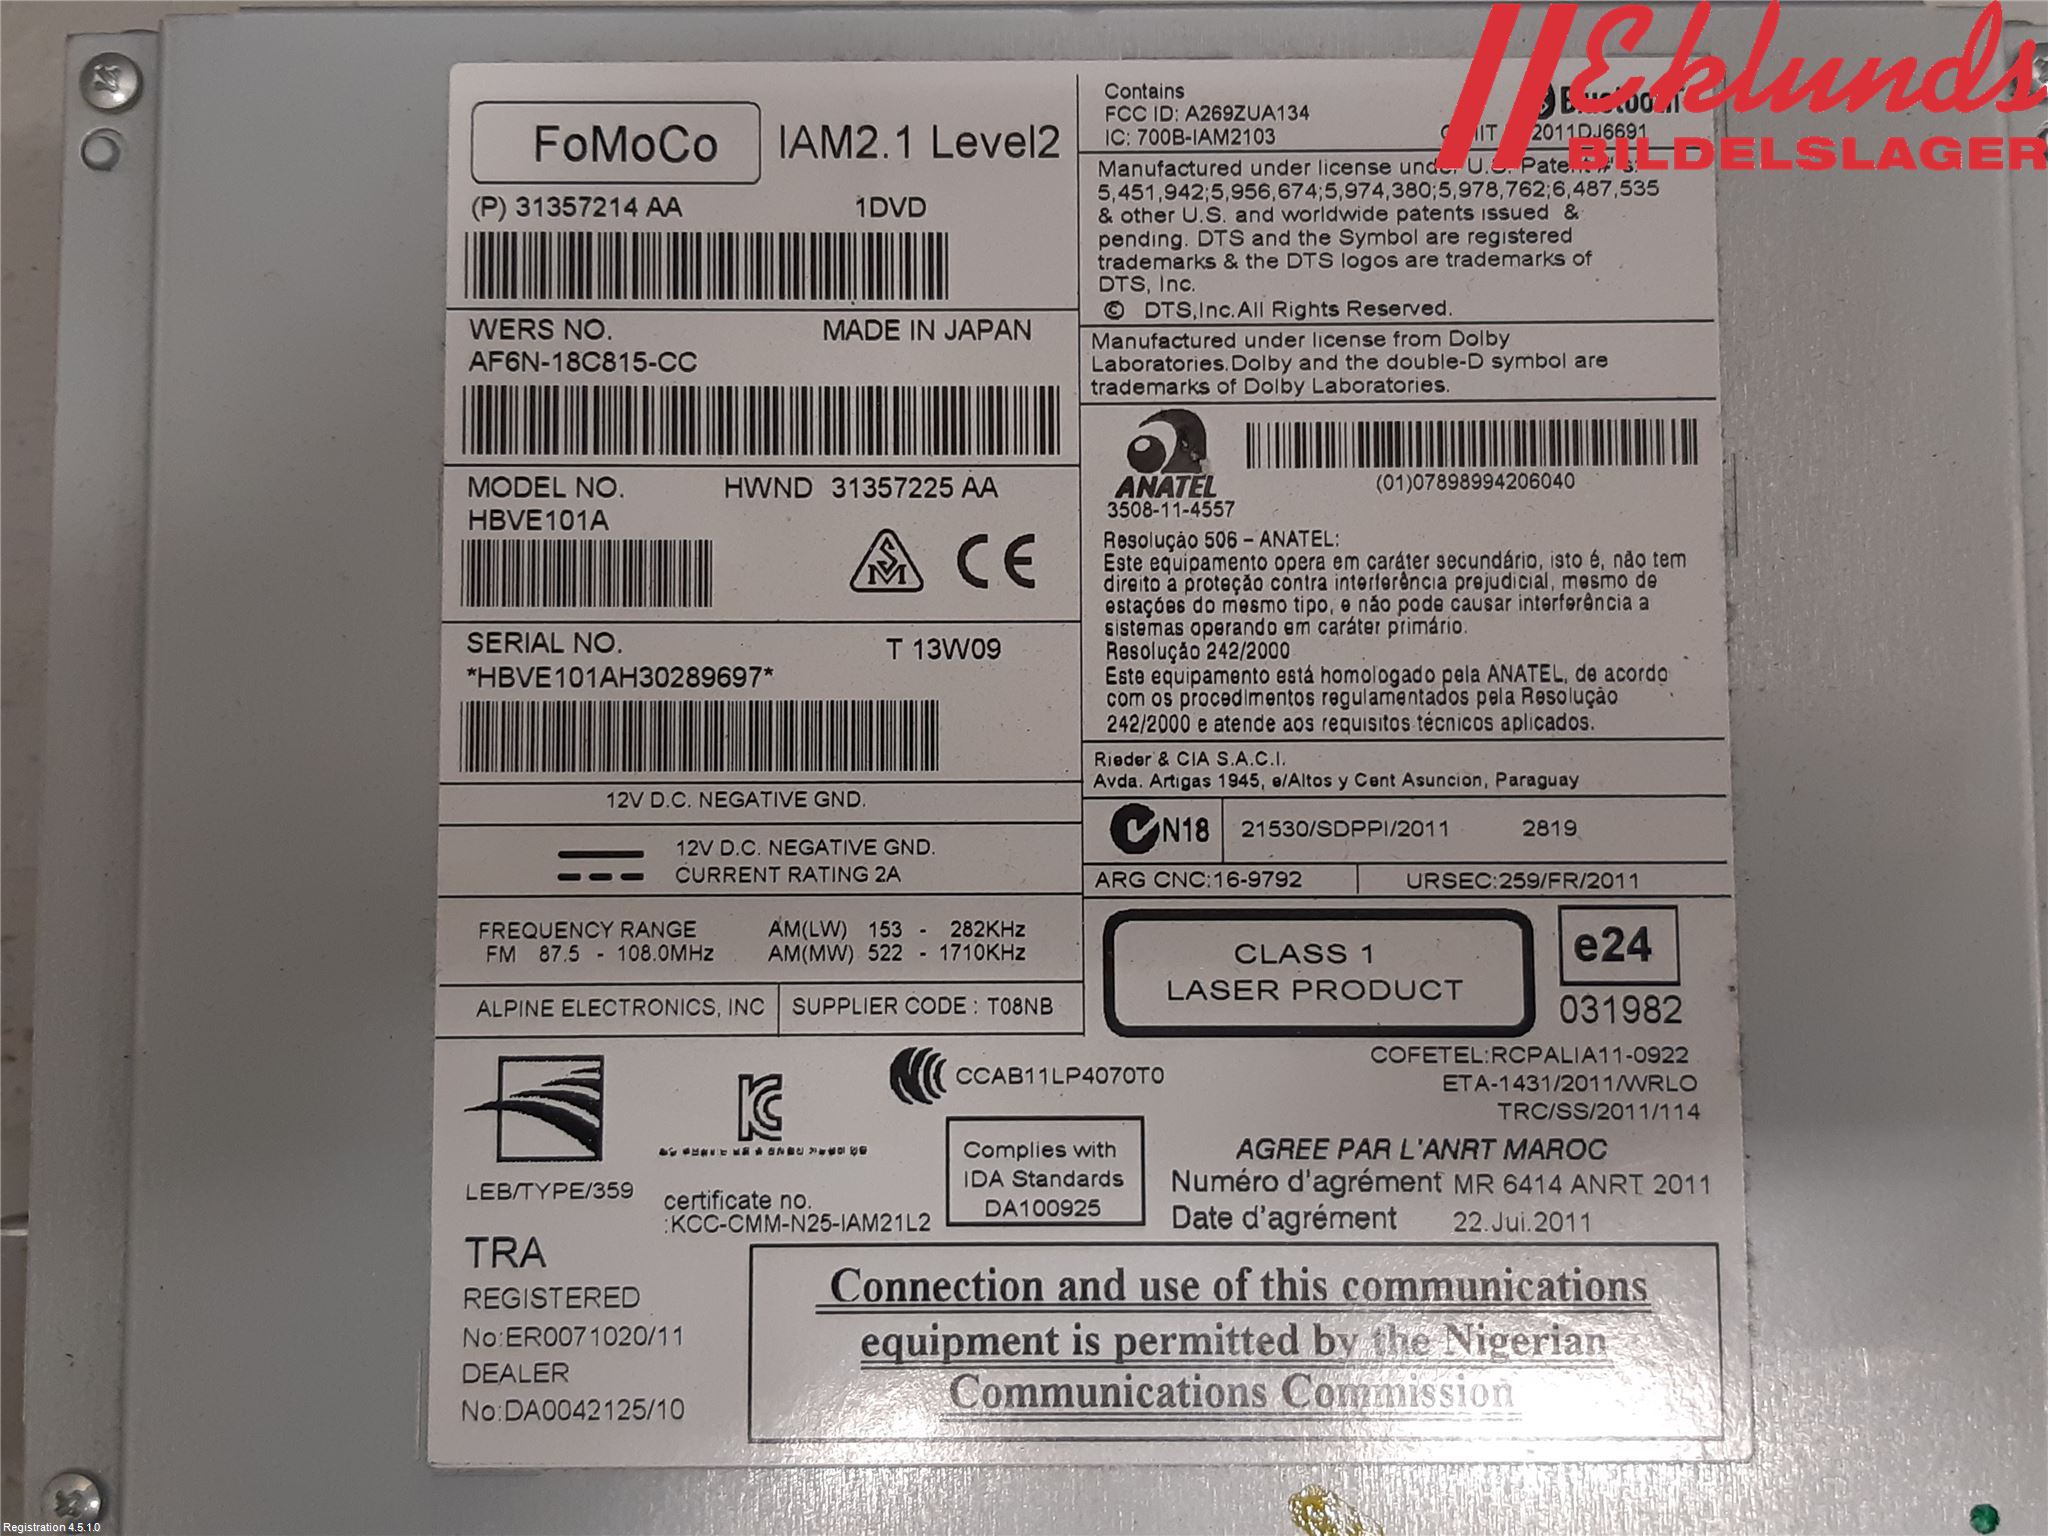 FoMoCo IAM2.1 Level2
(P) 31357214 AA 1DVD
WERS NO. MADE IN JAPAN
AF6N-18C815-CC
MODEL NO. HWND 31357225 AA
HBVE101A
SM CE
SERIAL NO. T 13W09
*HBVE101AH30289697*
12V D.C. NEGATIVE GND.
12V D.C. NEGATIVE GND.
CURRENT RATING 2A
FREQUENCY RANGE AM(LW) 153 - 282KHz
FM 87.5 - 108.0MHz AM(MW) 522 - 1710KHz
ALPINE ELECTRONICS, INC SUPPLIER CODE : T08NB
Contains
FCC ID: A269ZUA134
IC: 700B-IAM2103
Bluetooth
2011DJ6691
Eklunds
BILDELSLAGER
Manufactured under license under U.S. Patent #'s:
5,451,942;5,956,674;5,974,380;5,978,762;6,487,535
& other U.S. and worldwide patents issued &
pending. DTS and the Symbol are registered
trademarks & the DTS logos are trademarks of
DTS, Inc.
© DTS,Inc.All Rights Reserved.
Manufactured under license from Dolby
Laboratories.Dolby and the double-D symbol are
trademarks of Dolby Laboratories.
ANATEL
3508-11-4557
(01)07898994206040
Resolução 506 – ANATEL:
Este equipamento opera em caráter secundário, isto é, não tem
direito a proteção contra interferência prejudicial, mesmo de
estações do mesmo tipo, e não pode causar interferência a
sistemas operando em caráter primário.
Resolução 242/2000
Este equipamento está homologado pela ANATEL, de acordo
com os procedimentos regulamentados pela Resolução
242/2000 e atende aos requisitos técnicos aplicados.
Rieder & CIA S.A.C.I.
Avda. Artigas 1945, e/Altos y Cent Asuncion, Paraguay
N18 21530/SDPPI/2011 2819
ARG CNC:16-9792 URSEC:259/FR/2011
CLASS 1
LASER PRODUCT
e24
031982
LEB/TYPE/359
KC
certificate no.
:KCC-CMM-N25-IAM21L2
CCAB11LP4070T0
Complies with
IDA Standards
DA100925
COFETEL:RCPALIA11-0922
ETA-1431/2011/WRLO
TRC/SS/2011/114
AGREE PAR L'ANRT MAROC
Numéro d'agrément MR 6414 ANRT 2011
Date d'agrément 22.Jui.2011
TRA
REGISTERED
No:ER0071020/11
DEALER
No:DA0042125/10
Connection and use of this communications
equipment is permitted by the Nigerian
Communications Commission
Registration 4.5.1.0